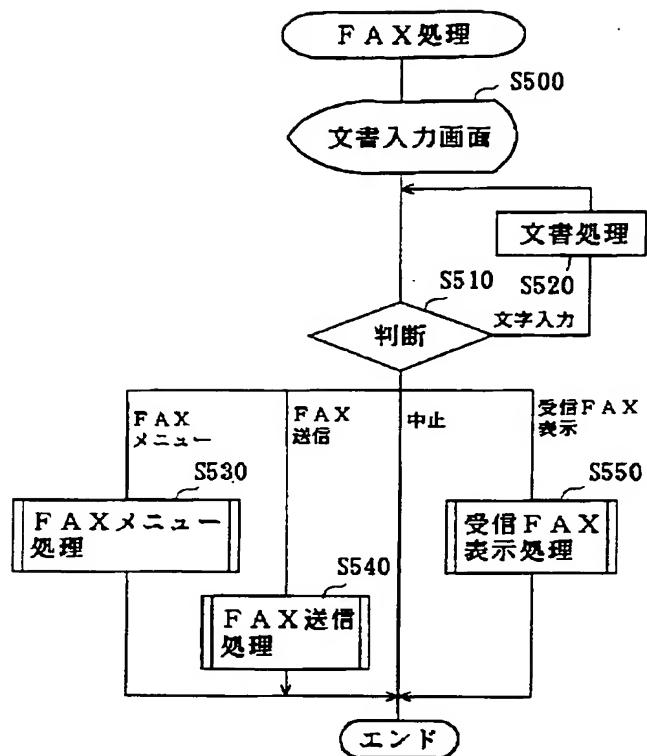 ＦＡＸ処理
S500
文書入力画面
文書処理
S520
S510
判断
文字入力
ＦＡＸ
メニュー
ＦＡＸ
送信
中止
受信ＦＡＸ
表示
S530
ＦＡＸメニュー
処理
S540
ＦＡＸ送信
処理
S550
受信ＦＡＸ
表示処理
エンド